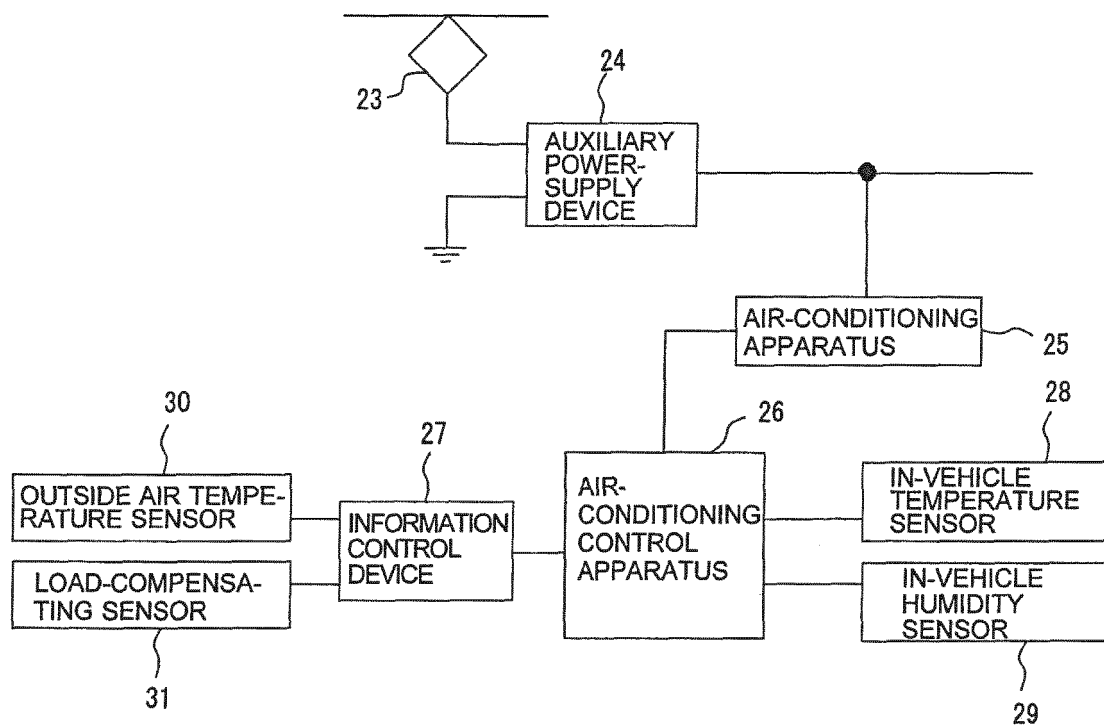 23
24
AUXILIARY
POWER-
SUPPLY
DEVICE
AIR-CONDITIONING
APPARATUS
25
30
27
26
28
OUTSIDE AIR TEMPE-
RATURE SENSOR
INFORMATION
CONTROL
DEVICE
AIR-
CONDITIONING
CONTROL
APPARATUS
IN-VEHICLE
TEMPERATURE
SENSOR
LOAD-COMPENSA-
TING SENSOR
IN-VEHICLE
HUMIDITY
SENSOR
31
29